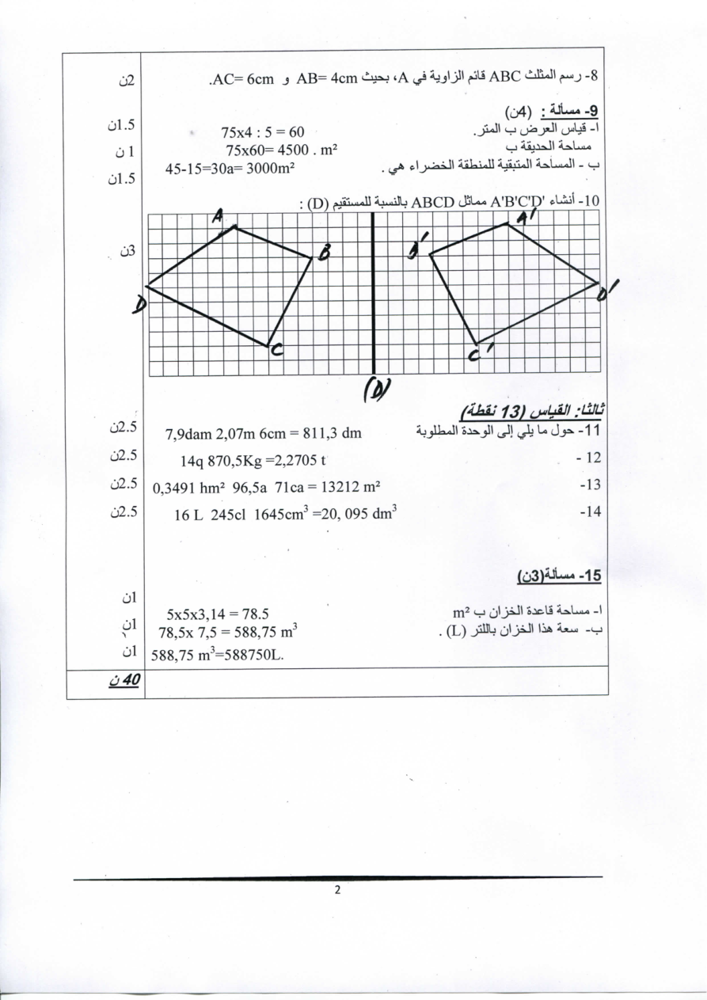 8- رسم المثلث ABC قائم الزاوية في A، بحيث AB= 4cm و AC= 6cm.
2ن
9- مسألة : (4ن)
ا- قياس العرض ب المتر. 75x4 : 5 = 60
1.5ن
مساحة الحديقة ب 75x60= 4500 . m²
1 ن
ب - المساحة المتبقية للمنطقة الخضراء هي . 45-15=30a= 3000m²
1.5ن
10- أنشاء A'B'C'D' مماثل ABCD بالنسبة للمستقيم (D) :
3ن
A
B
C
D
A'
B'
C'
D'
(D)
ثالثا: القياس (13 نقطة)
11- حول ما يلي إلى الوحدة المطلوبة 7,9dam 2,07m 6cm = 811,3 dm
2.5ن
12 - 14q 870,5Kg =2,2705 t
2.5ن
13- 0,3491 hm² 96,5a 71ca = 13212 m²
2.5ن
14- 16 L 245cl 1645cm³ =20, 095 dm³
2.5ن
15- مسألة(3ن)
ا- مساحة قاعدة الخزان ب m² 5x5x3,14 = 78.5
1ن
ب- سعة هذا الخزان باللتر (L) . 78,5x 7,5 = 588,75 m³
1ن
588,75 m³=588750L.
1ن
40 ن
2